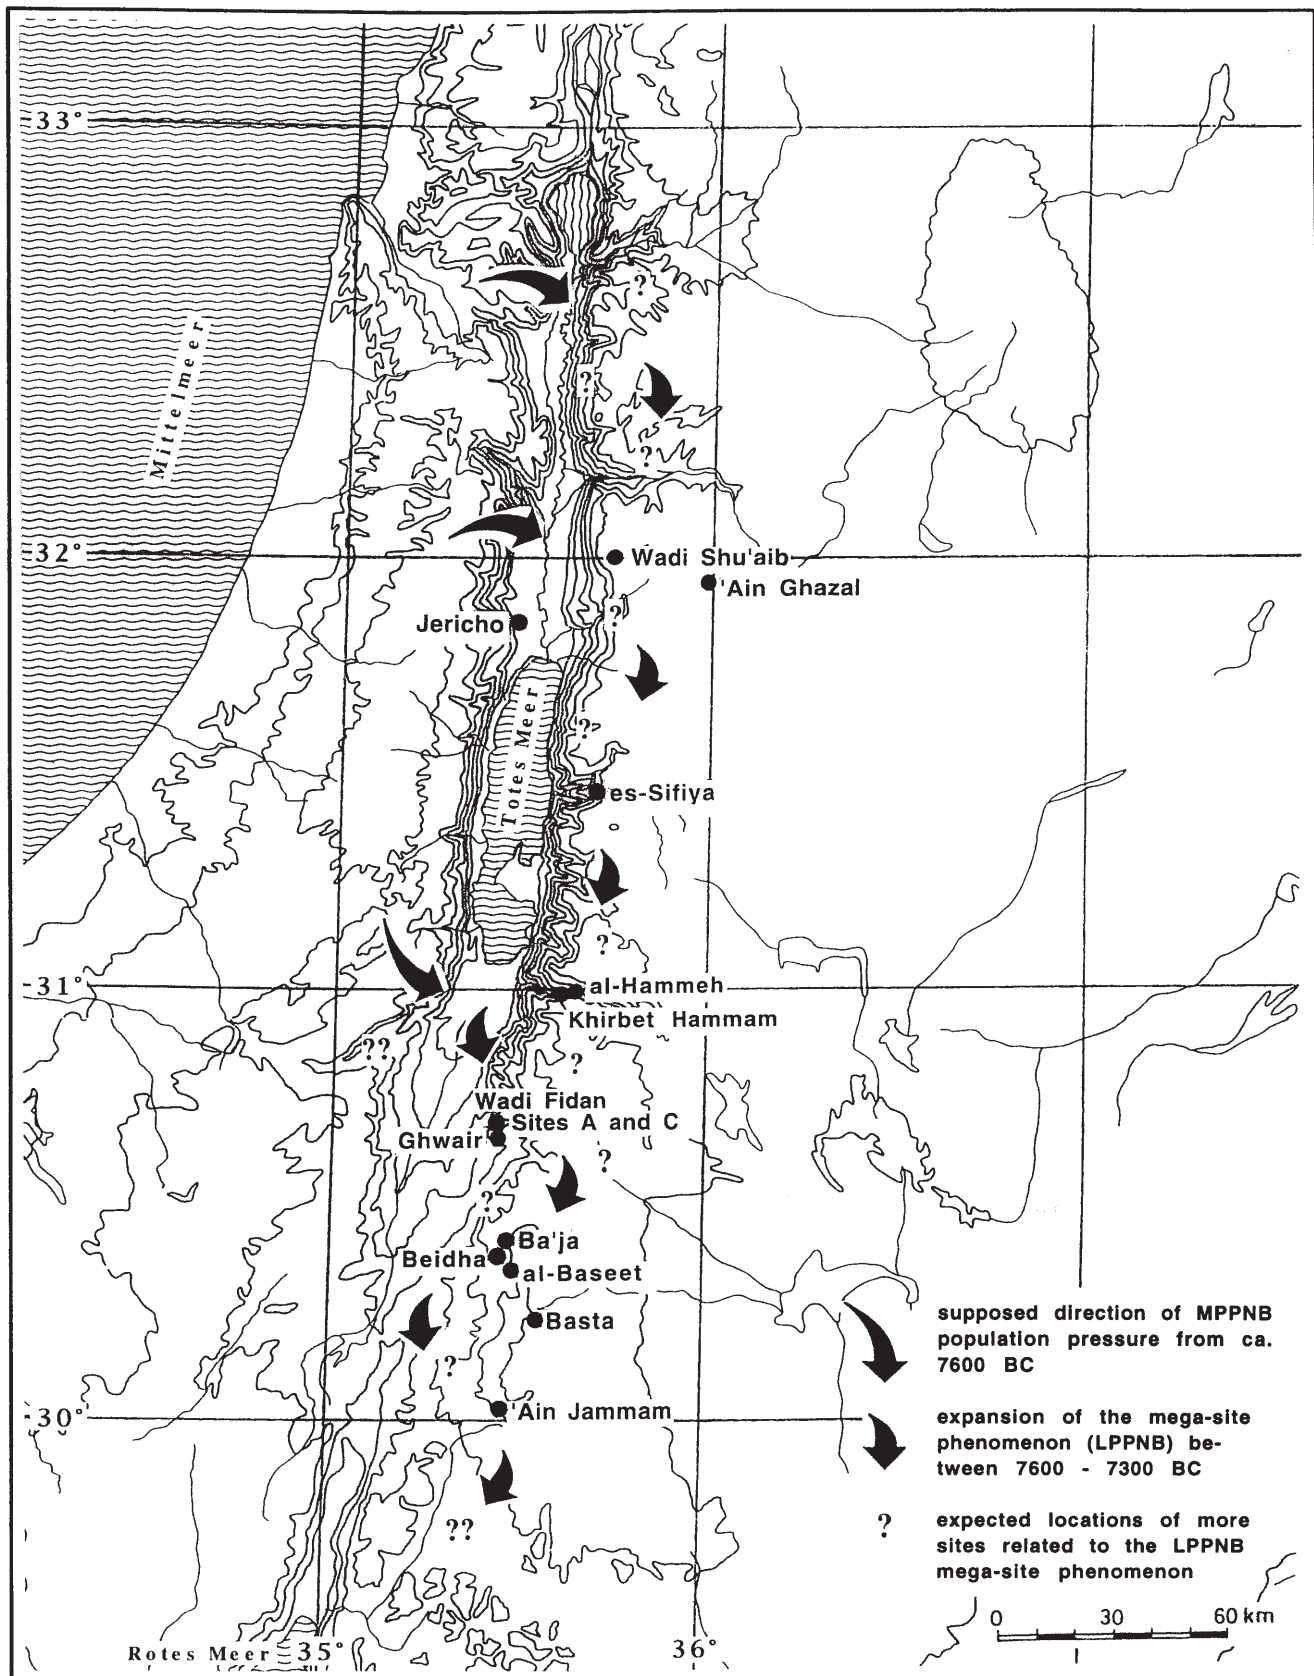 33°
Mittelmeer
?
?
?
32°
Wadi Shu'aib
'Ain Ghazal
?
Jericho
Totes Meer
?
es-Sifiya
?
31°
al-Hammeh
Khirbet Hammam
??
?
Wadi Fidan
Sites A and C
Ghwair
?
?
Ba'ja
Beidha
al-Baseet
Basta
?
'Ain Jammam
30°
??
supposed direction of MPPNB
population pressure from ca.
7600 BC
expansion of the mega-site
phenomenon (LPPNB) be-
tween 7600 - 7300 BC
?
expected locations of more
sites related to the LPPNB
mega-site phenomenon
0 30 60 km
Rotes Meer
35°
36°